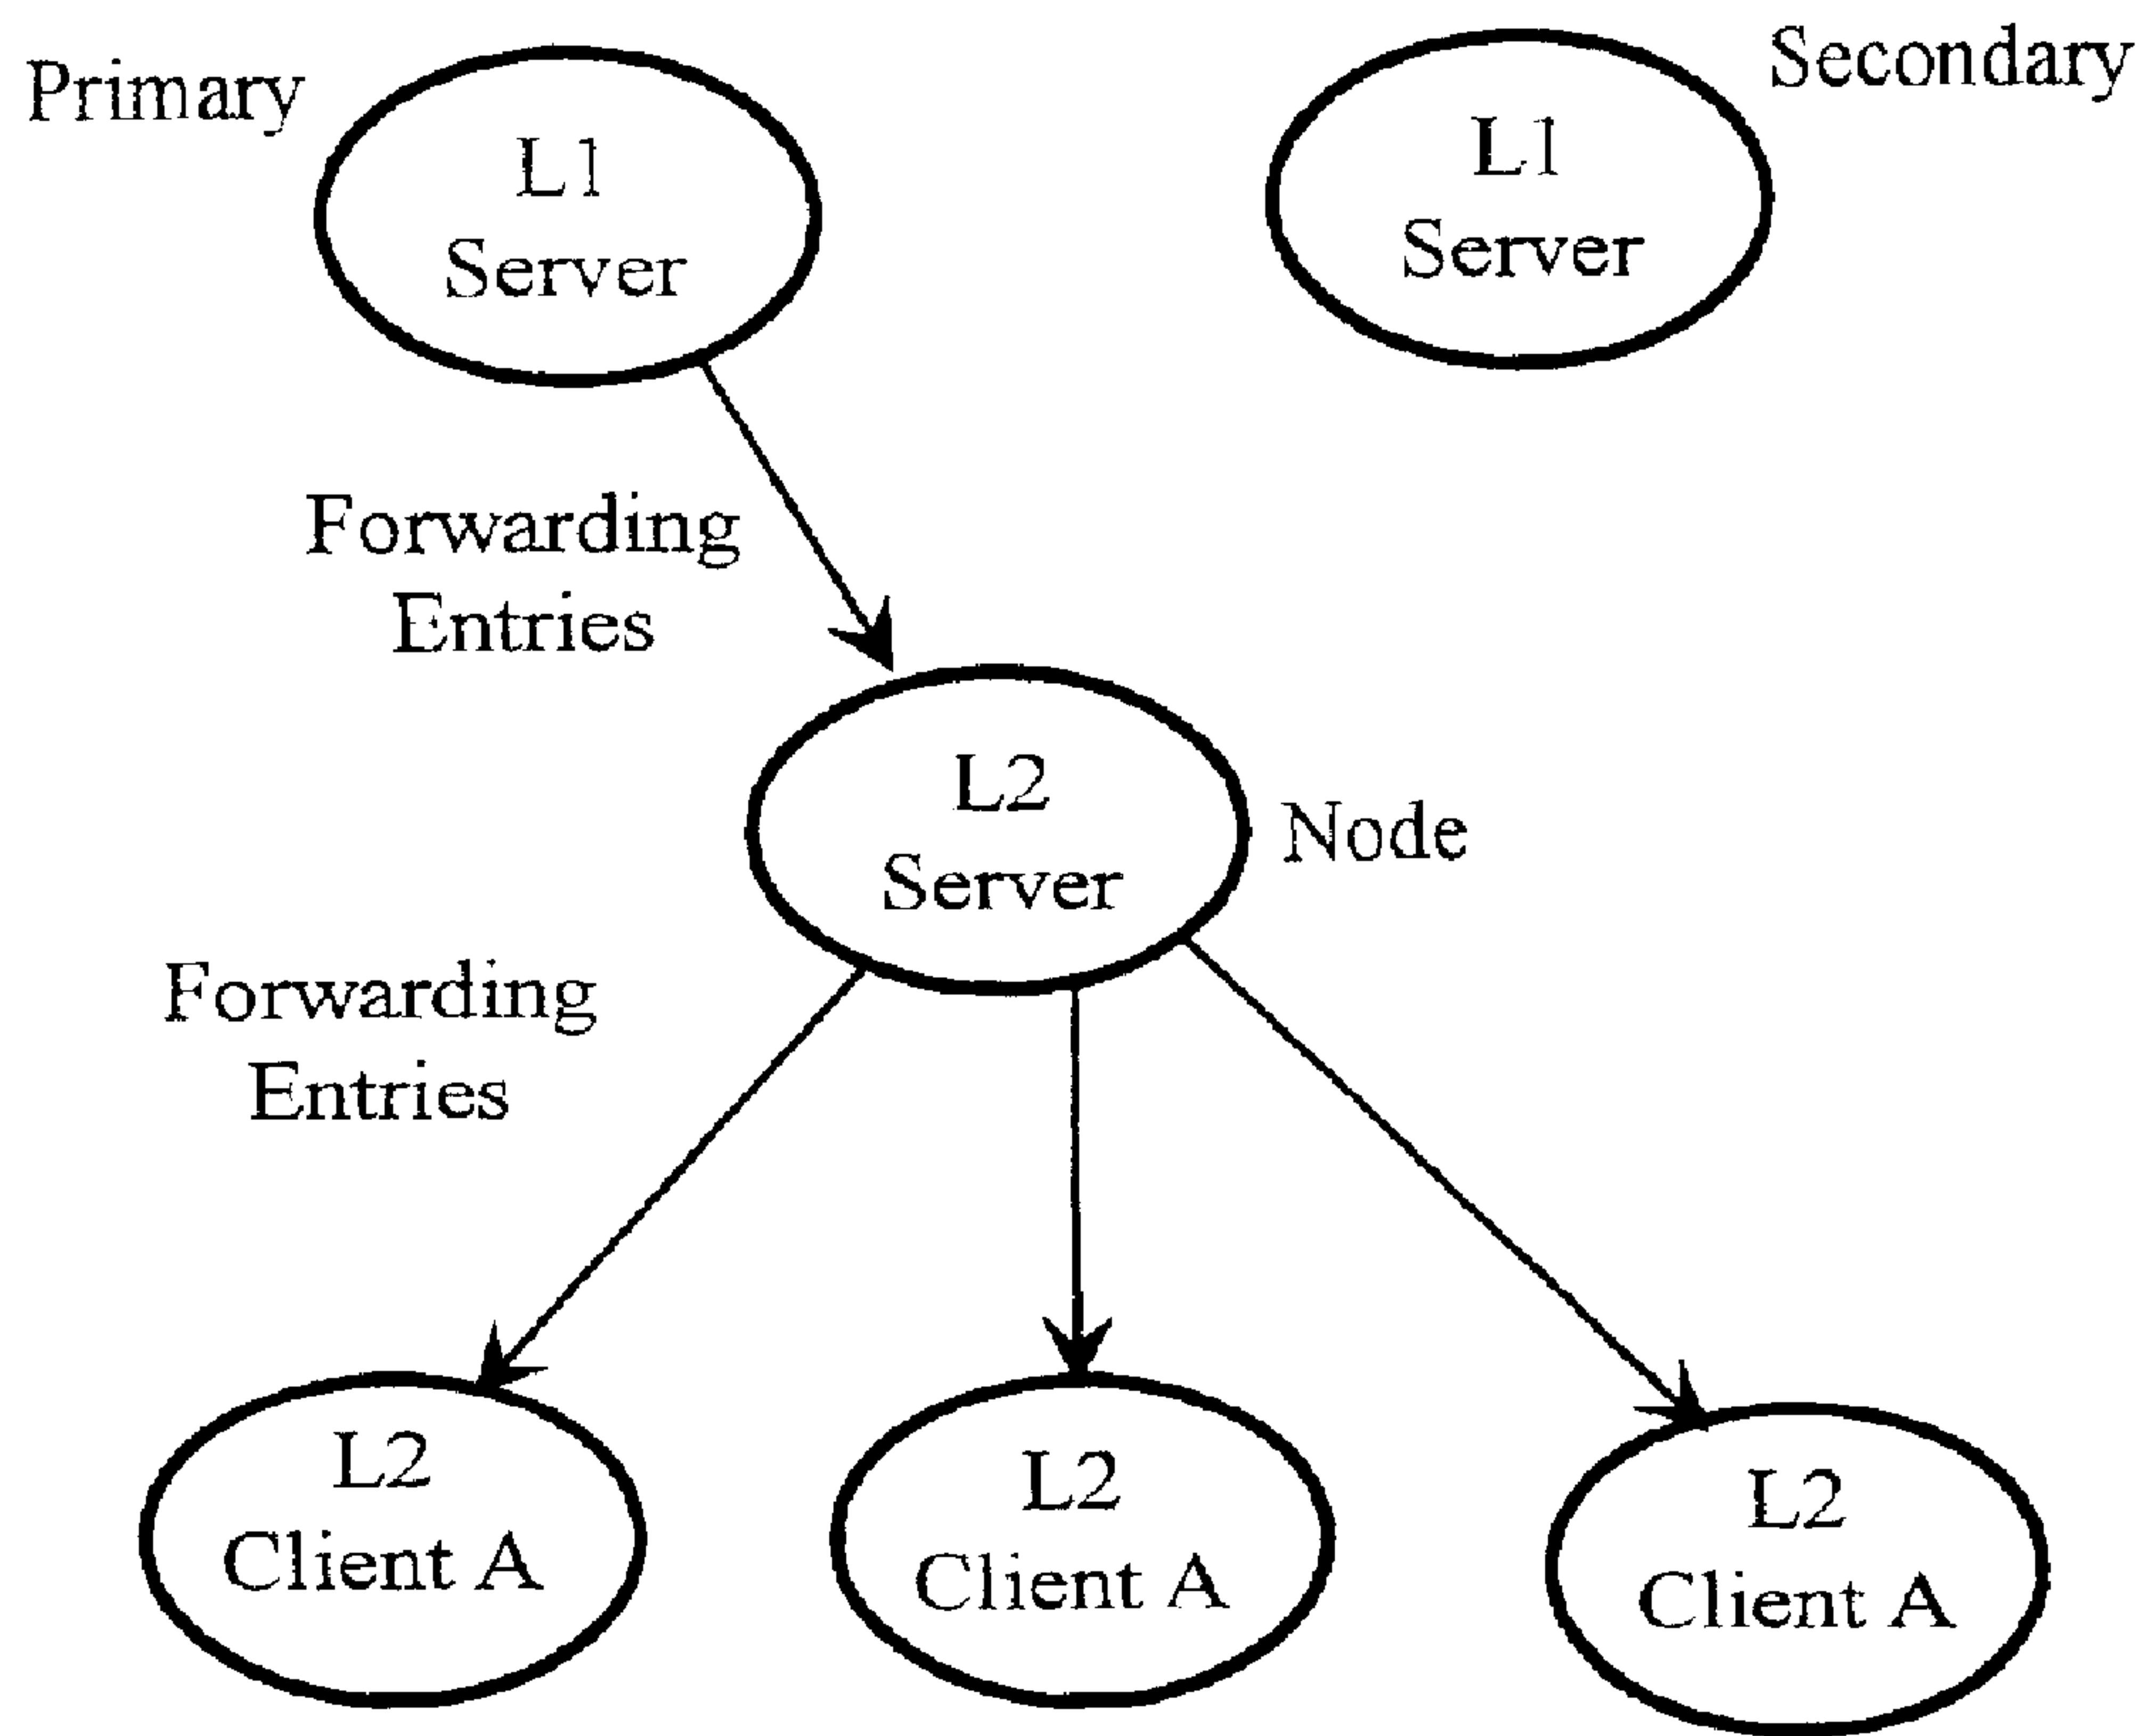 Primary
L1
Server
Secondary
L1
Server
Forwarding
Entries
L2
Server
Node
Forwarding
Entries
L2
Client A
L2
Client A
L2
Client A